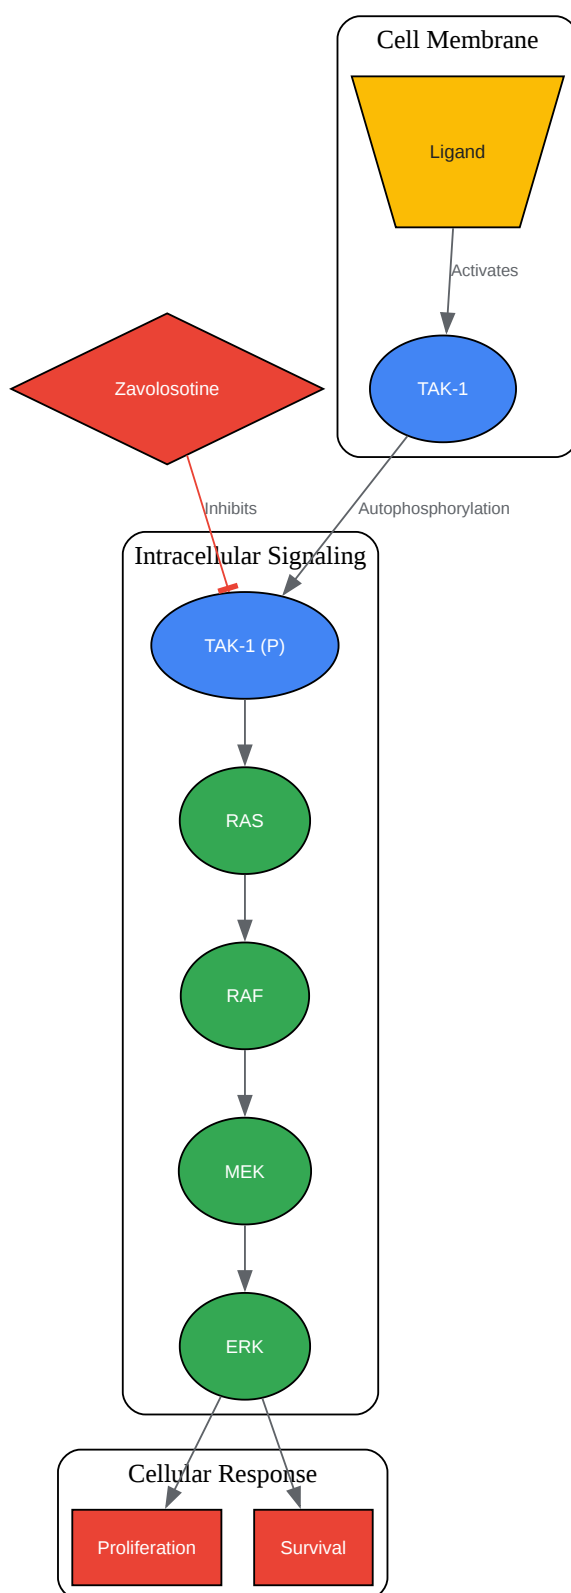 Cell Membrane
Ligand
Activates
Zavolosotine
TAK-1
Inhibits
Autophosphorylation
Intracellular Signaling
TAK-1 (P)
RAS
RAF
MEK
ERK
Cellular Response
Proliferation
Survival